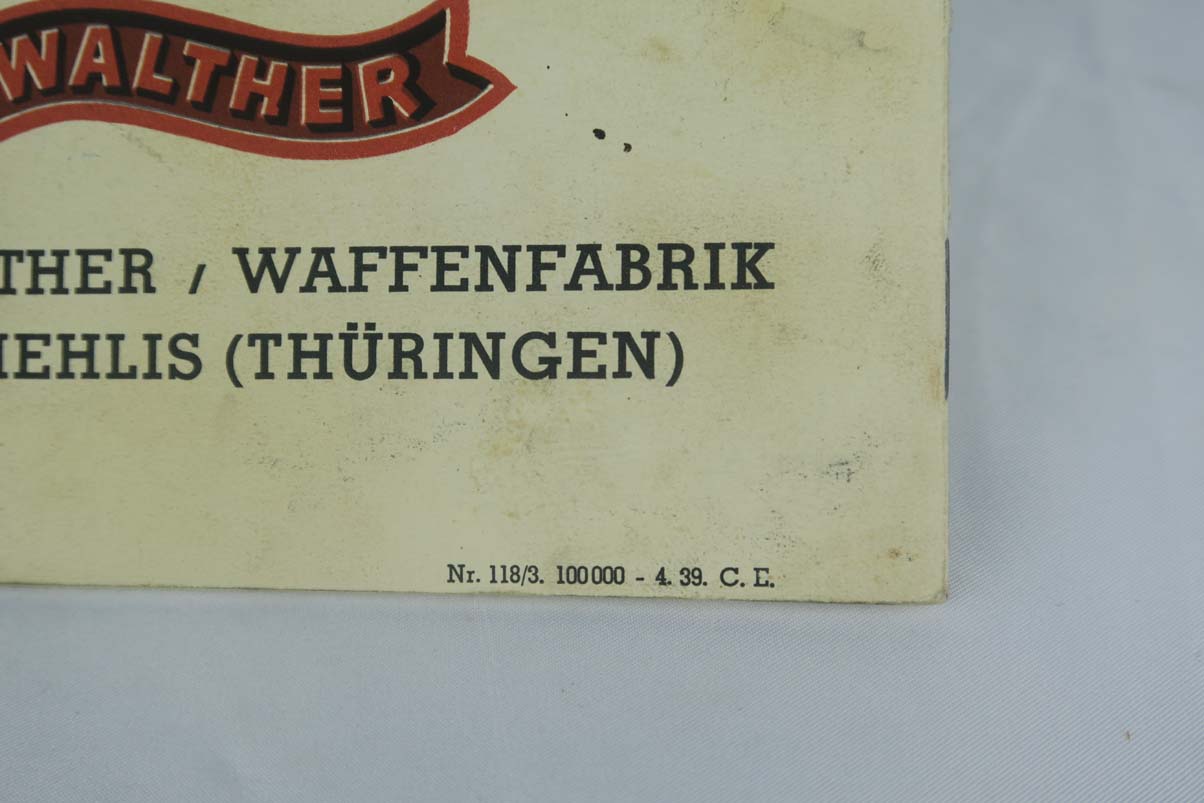 WALTHER
THER / WAFFENFABRIK
EHLIS (THÜRINGEN)
Nr. 118/3. 100000 - 4. 39. C. E.